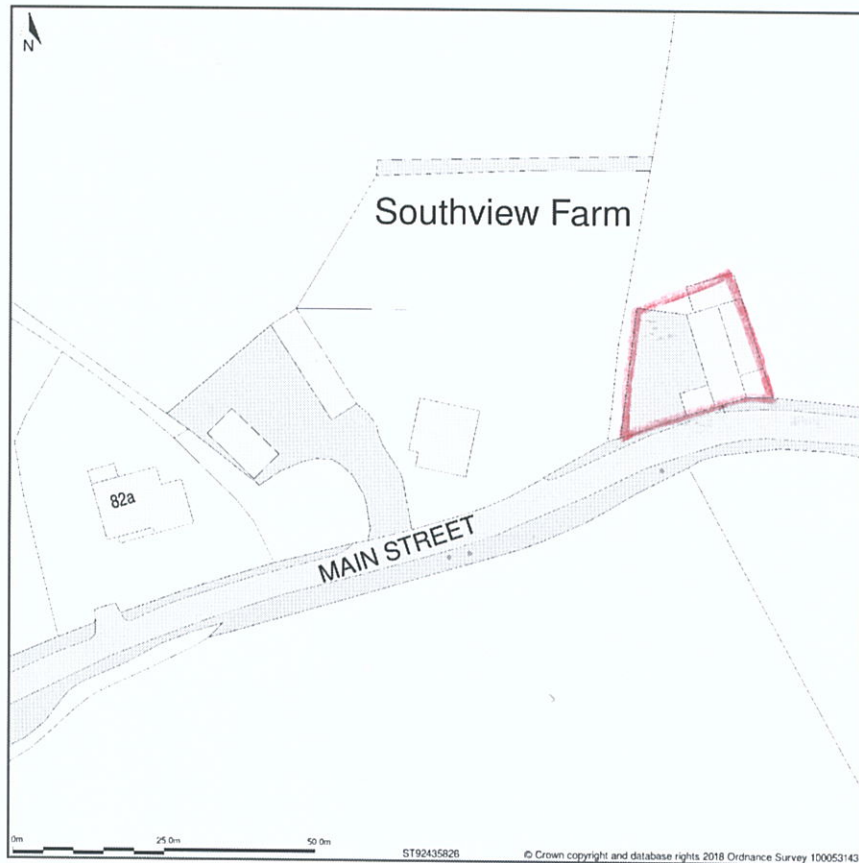 N
Southview Farm
82a
MAIN STREET
0m 25.0m 50.0m
ST92435826
© Crown copyright and database rights 2018 Ordnance Survey 100053143